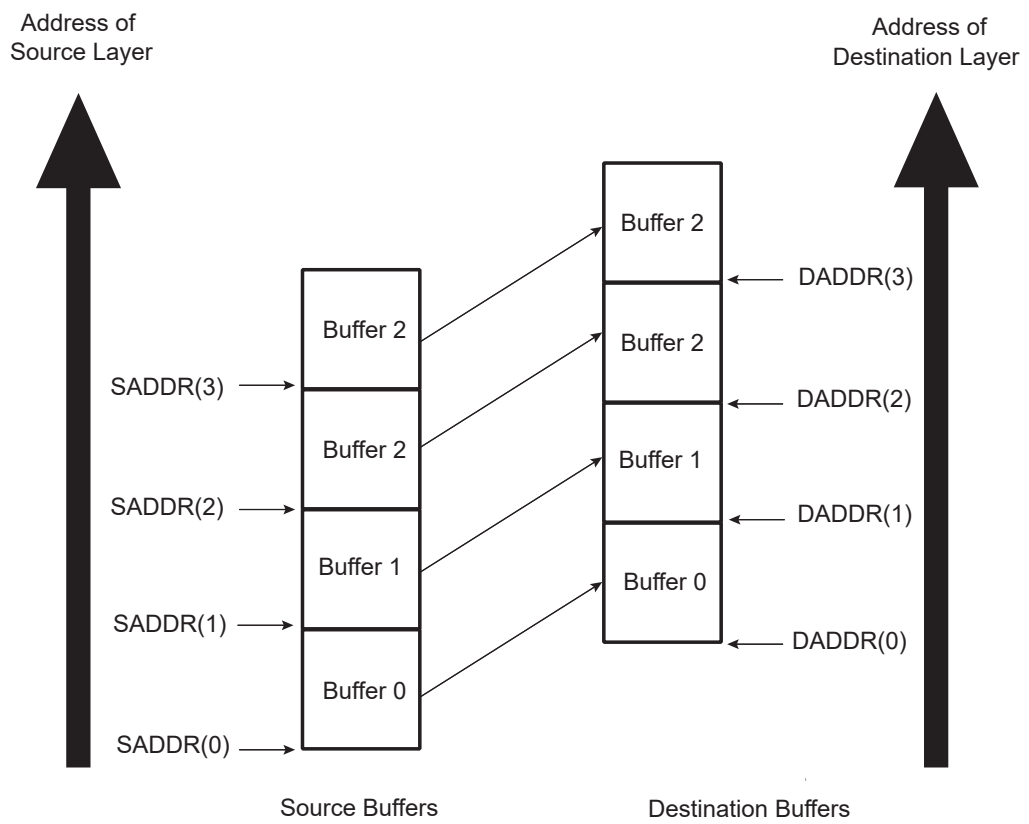 Address of
Source Layer
Address of
Destination Layer
Buffer 2
DADDR(3)
Buffer 2
Buffer 2
SADDR(3)
DADDR(2)
Buffer 2
Buffer 1
SADDR(2)
DADDR(1)
Buffer 1
Buffer 0
SADDR(1)
DADDR(0)
Buffer 0
SADDR(0)
Source Buffers
Destination Buffers